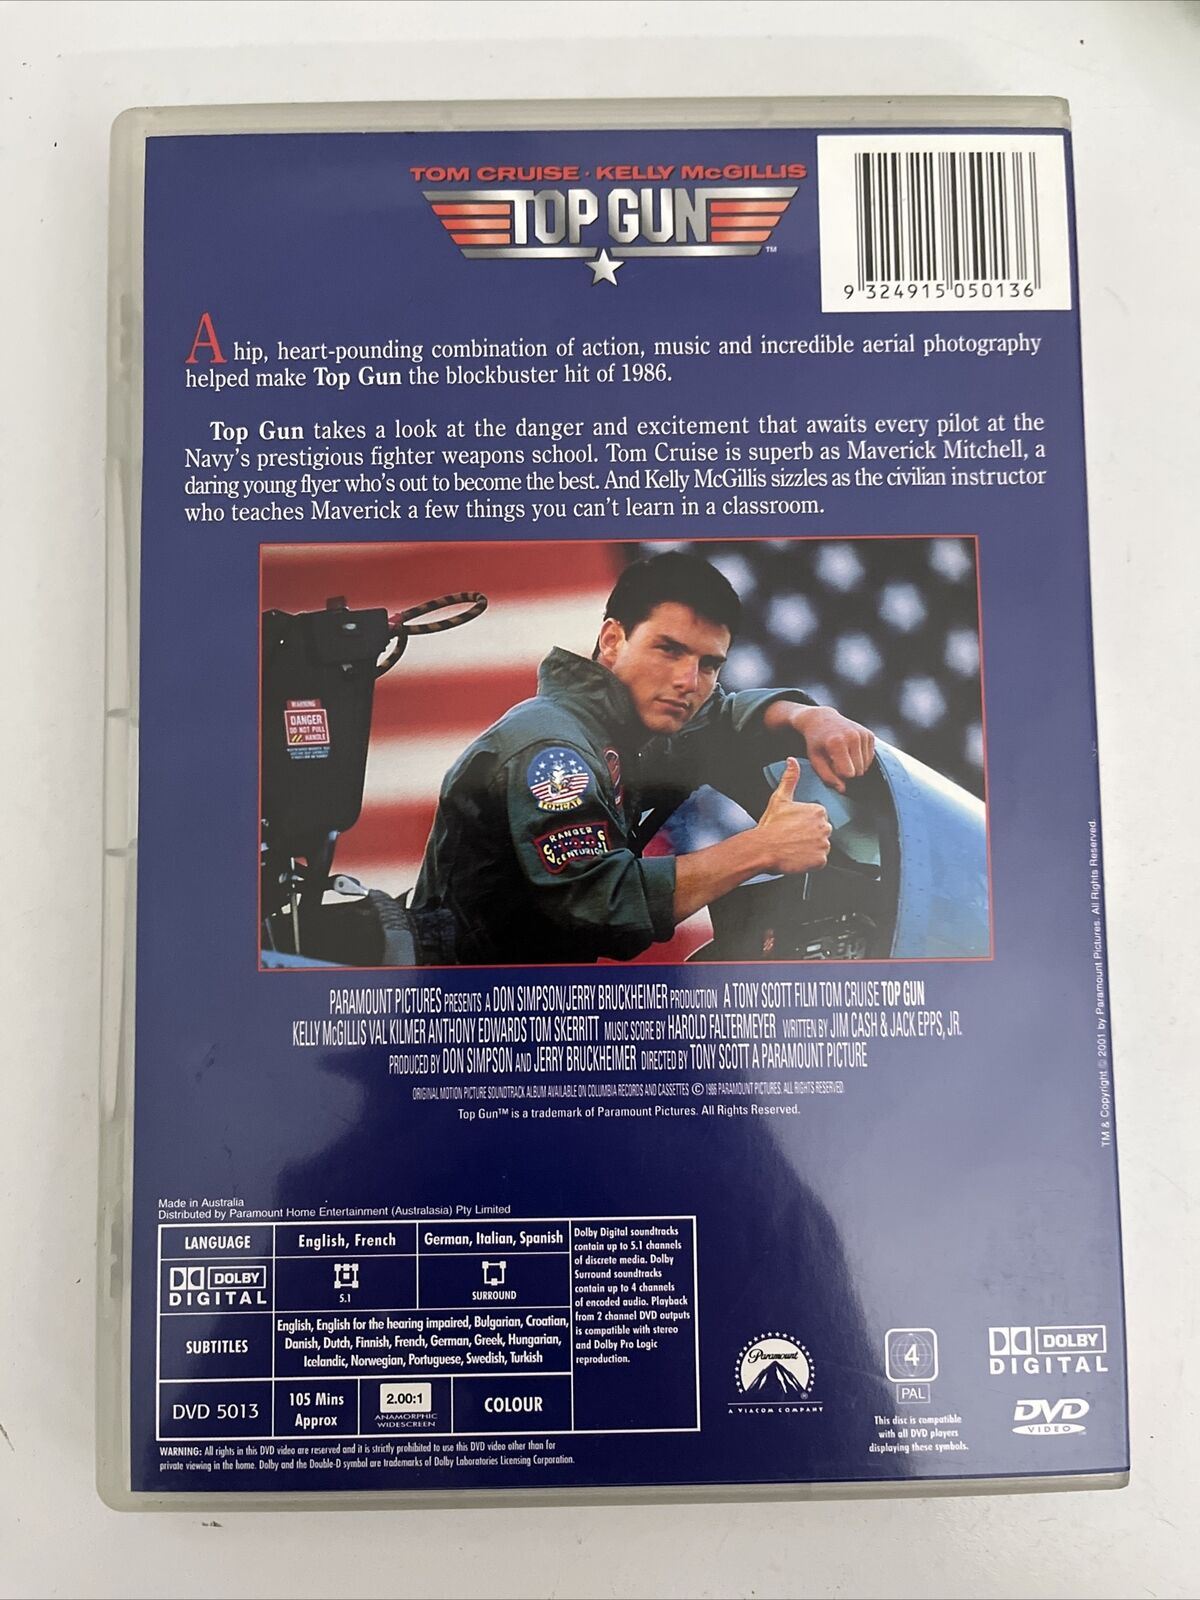 TOM CRUISE · KELLY McGILLIS
TOP GUN
TM
9 324915 050136
A hip, heart-pounding combination of action, music and incredible aerial photography
helped make Top Gun the blockbuster hit of 1986.
Top Gun takes a look at the danger and excitement that awaits every pilot at the
Navy's prestigious fighter weapons school. Tom Cruise is superb as Maverick Mitchell, a
daring young flyer who's out to become the best. And Kelly McGillis sizzles as the civilian instructor
who teaches Maverick a few things you can't learn in a classroom.
WARNING
DANGER
DO NOT PULL
HANDLE
TOMCAT
RANGER
CENTURION
PARAMOUNT PICTURES PRESENTS A DON SIMPSON/JERRY BRUCKHEIMER PRODUCTION A TONY SCOTT FILM TOM CRUISE TOP GUN
KELLY McGILLIS VAL KILMER ANTHONY EDWARDS TOM SKERRITT MUSIC SCORE BY HAROLD FALTERMEYER WRITTEN BY JIM CASH & JACK EPPS, JR.
PRODUCED BY DON SIMPSON AND JERRY BRUCKHEIMER DIRECTED BY TONY SCOTT A PARAMOUNT PICTURE
ORIGINAL MOTION PICTURE SOUNDTRACK ALBUM AVAILABLE ON COLUMBIA RECORDS AND CASSETTES © 1986 PARAMOUNT PICTURES. ALL RIGHTS RESERVED.
Top Gun™ is a trademark of Paramount Pictures. All Rights Reserved.
TM & Copyright © 2001 by Paramount Pictures. All Rights Reserved.
Made in Australia
Distributed by Paramount Home Entertainment (Australasia) Pty Limited
LANGUAGE
English, French
German, Italian, Spanish
DOLBY
DIGITAL
5.1
SURROUND
SUBTITLES
English, English for the hearing impaired, Bulgarian, Croatian,
Danish, Dutch, Finnish, French, German, Greek, Hungarian,
Icelandic, Norwegian, Portuguese, Swedish, Turkish
DVD 5013
105 Mins
Approx
2.00:1
ANAMORPHIC
WIDESCREEN
COLOUR
Dolby Digital soundtracks
contain up to 5.1 channels
of discrete media. Dolby
Surround soundtracks
contain up to 4 channels
of encoded audio. Playback
from 2 channel DVD outputs
is compatible with stereo
and Dolby Pro Logic
reproduction.
WARNING: All rights in this DVD video are reserved and it is strictly prohibited to use this DVD video other than for
private viewing in the home. Dolby and the Double-D symbol are trademarks of Dolby Laboratories Licensing Corporation.
Paramount
A VIACOM COMPANY
4
PAL
This disc is compatible
with all DVD players
displaying these symbols.
DOLBY
DIGITAL
DVD
VIDEO